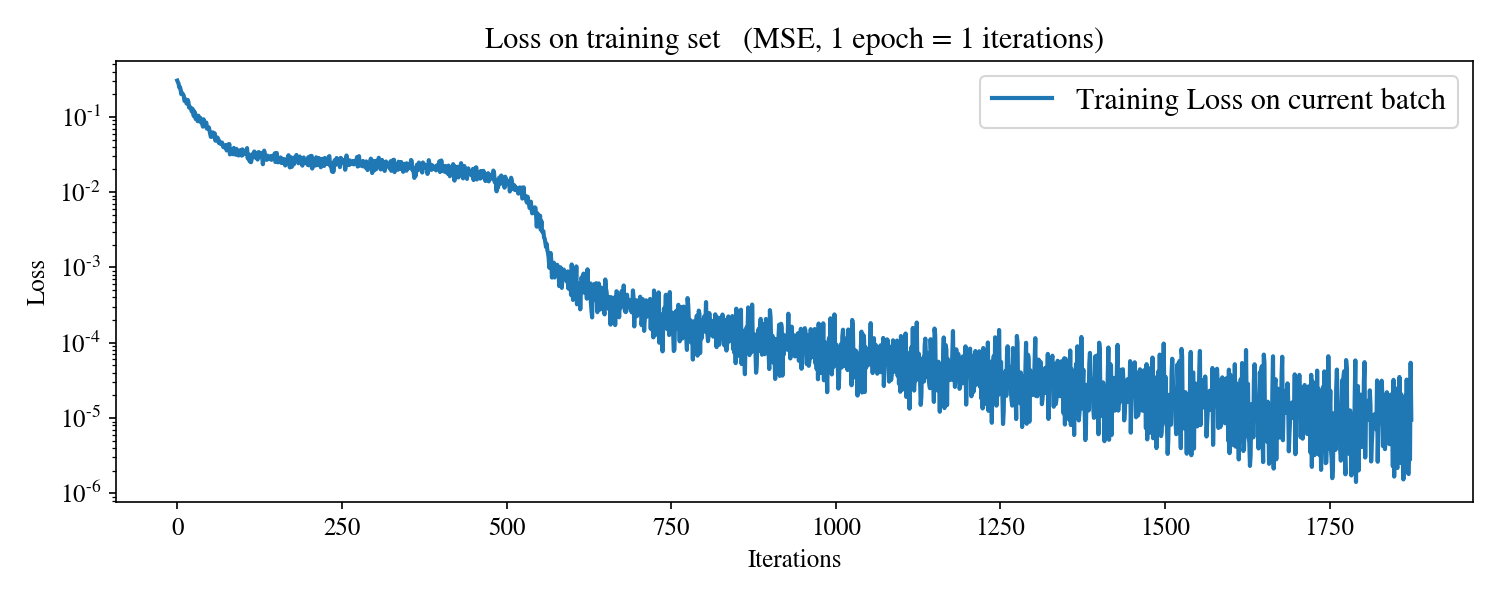 Loss on training set (MSE, 1 epoch = 1 iterations)
Training Loss on current batch
Loss
10^-1
10^-2
10^-3
10^-4
10^-5
10^-6
0 250 500 750 1000 1250 1500 1750
Iterations